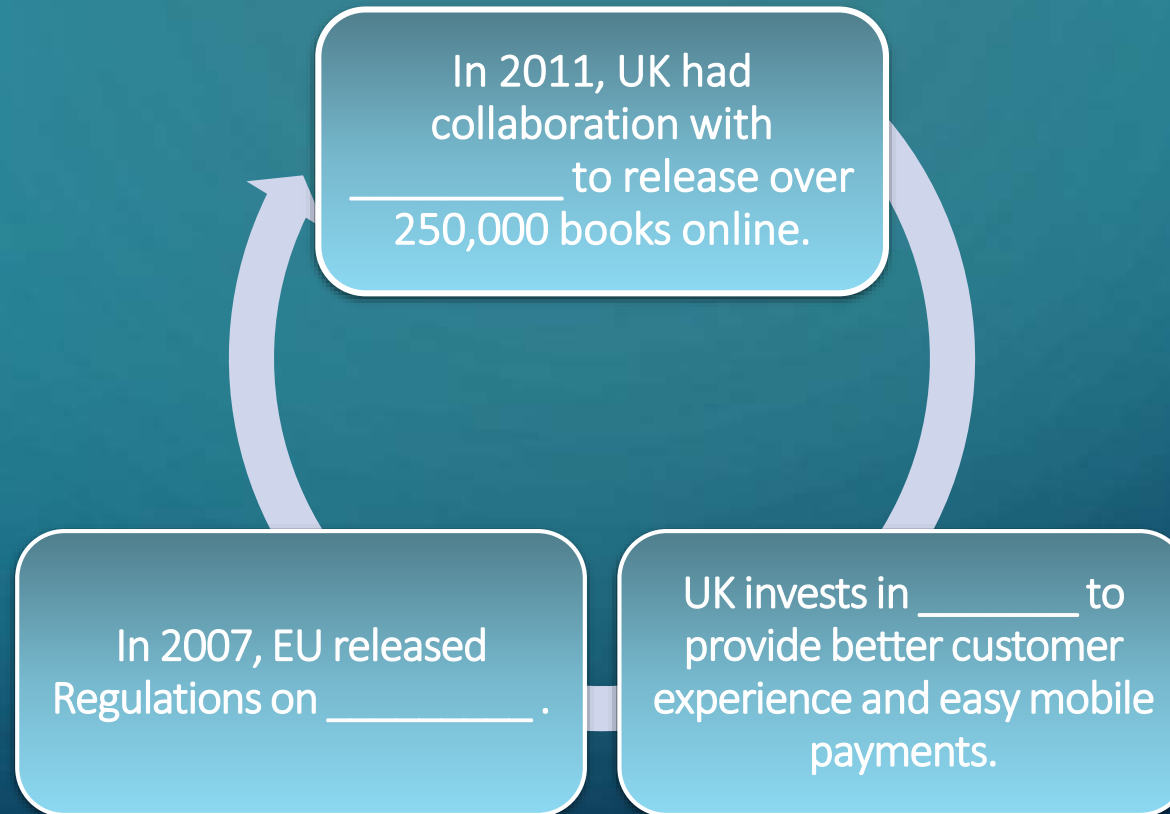 In 2011, UK had
collaboration with
__________ to release over
250,000 books online.
UK invests in _______ to
provide better customer
experience and easy mobile
payments.
In 2007, EU released
Regulations on _________ .